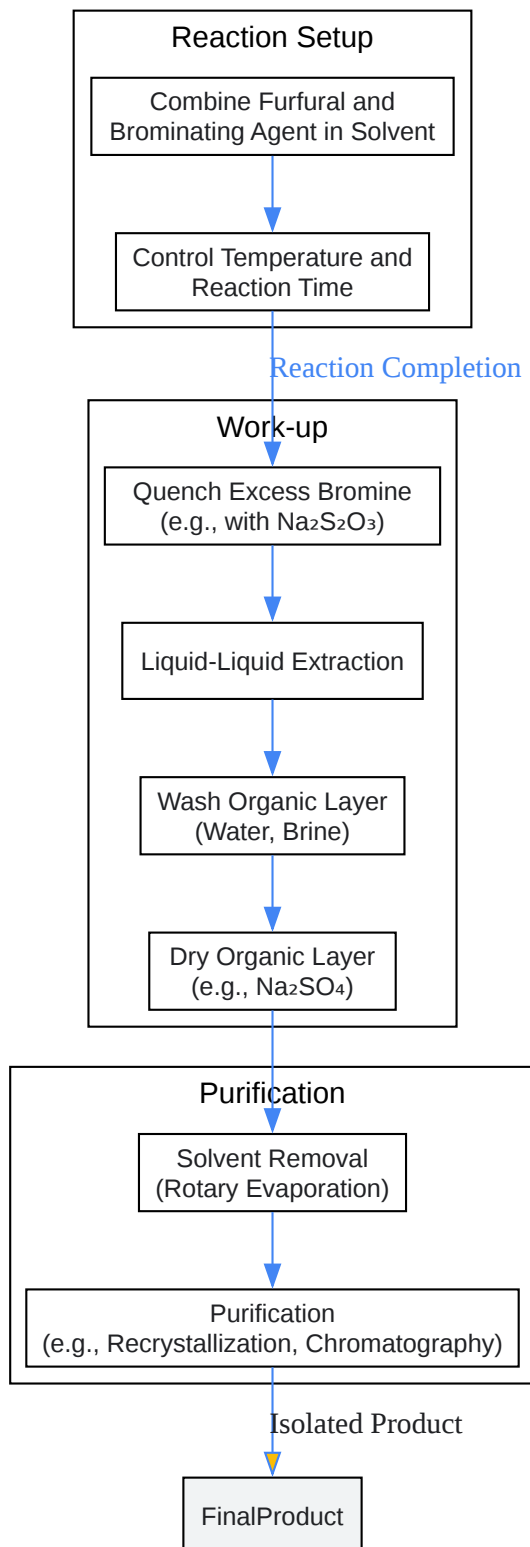 Reaction Setup
Combine Furfural and
Brominating Agent in Solvent
Control Temperature and
Reaction Time
Reaction Completion
Work-up
Quench Excess Bromine
(e.g., with Na₂S₂O₃)
Liquid-Liquid Extraction
Wash Organic Layer
(Water, Brine)
Dry Organic Layer
(e.g., Na₂SO₄)
Purification
Solvent Removal
(Rotary Evaporation)
Purification
(e.g., Recrystallization, Chromatography)
Isolated Product
FinalProduct